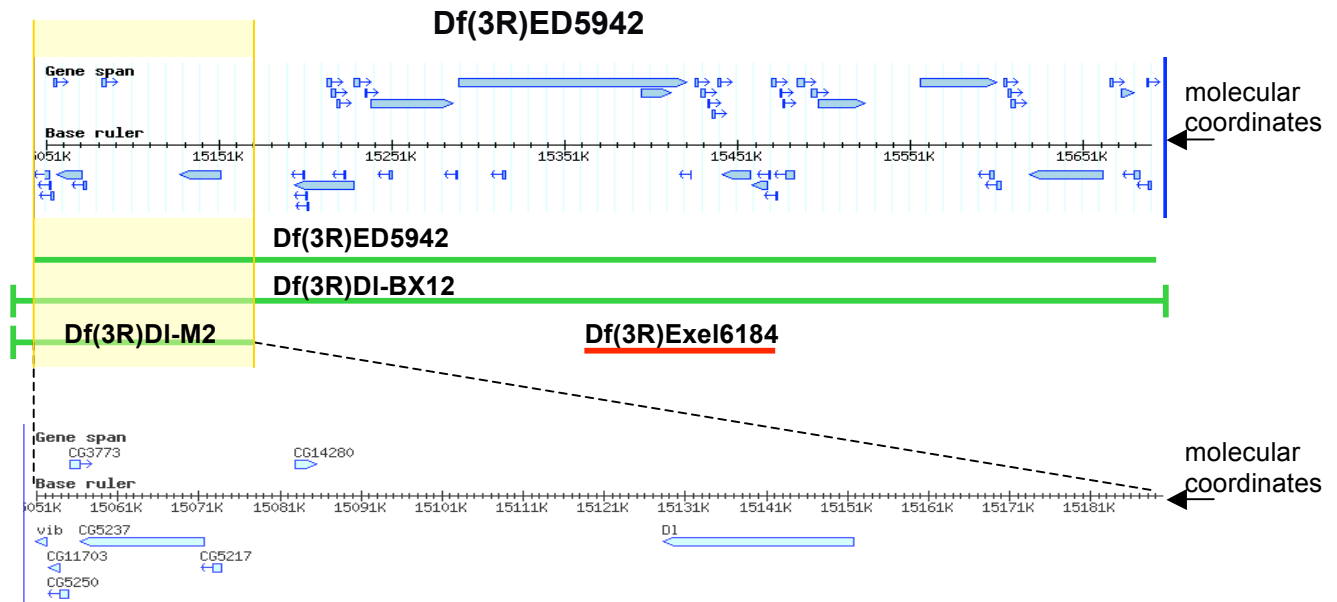 Df(3R)ED5942
Gene span
Base ruler
molecular
coordinates
5051K 15151K 15251K 15351K 15451K 15551K 15651K
Df(3R)ED5942
Df(3R)Dl-BX12
Df(3R)Dl-M2
Df(3R)Exel6184
Gene span
CG3773 CG14280
Base ruler
molecular
coordinates
5051K 15061K 15071K 15081K 15091K 15101K 15111K 15121K 15131K 15141K 15151K 15161K 15171K 15181K
vib CG5237 Dl
CG11703 CG5217
CG5250